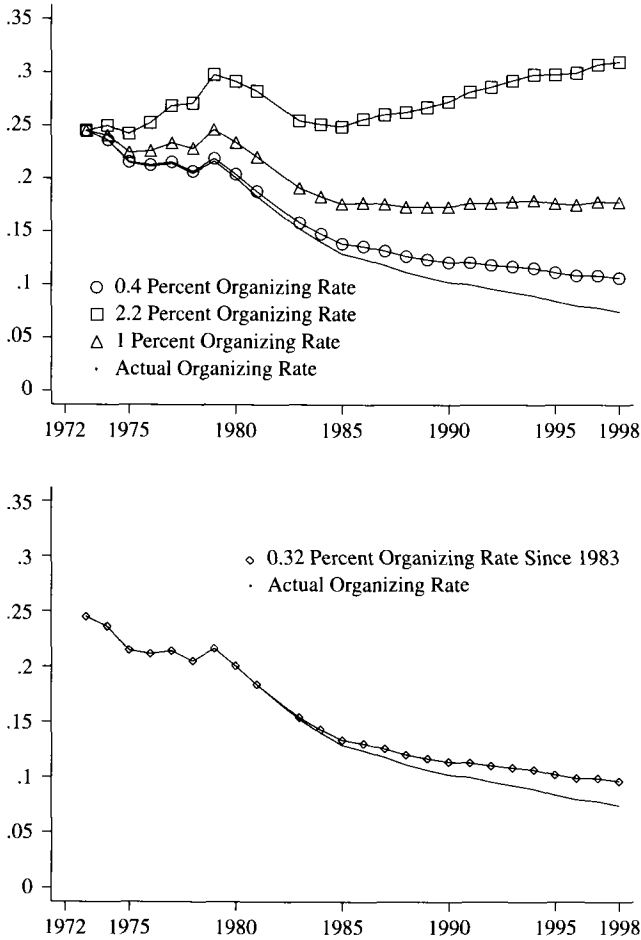 .35
.3
.25
.2
.15
.1
.05
0
0.4 Percent Organizing Rate
2.2 Percent Organizing Rate
1 Percent Organizing Rate
Actual Organizing Rate
1972 1975 1980 1985 1990 1995 1998
.35
.3
.25
.2
.15
.1
.05
0
0.32 Percent Organizing Rate Since 1983
Actual Organizing Rate
1972 1975 1980 1985 1990 1995 1998